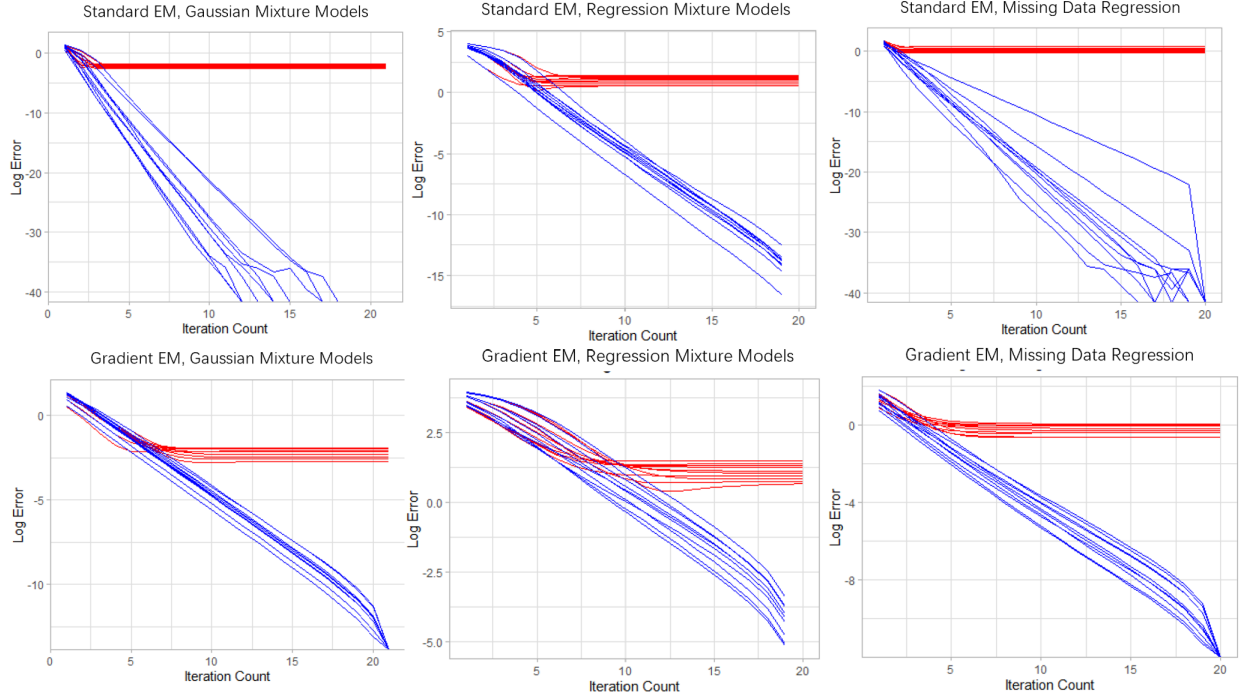 Standard EM, Gaussian Mixture Models
Standard EM, Regression Mixture Models
Standard EM, Missing Data Regression
Log Error
0
-10
-20
-30
-40
0
5
10
15
20
Iteration Count
Log Error
5
0
-5
-10
-15
5
10
15
20
Iteration Count
Log Error
0
-10
-20
-30
-40
5
10
15
20
Iteration Count
Gradient EM, Gaussian Mixture Models
Gradient EM, Regression Mixture Models
Gradient EM, Missing Data Regression
Log Error
0
-5
-10
0
5
10
15
20
Iteration Count
Log Error
2.5
0.0
-2.5
-5.0
5
10
15
20
Iteration Count
Log Error
0
-4
-8
5
10
15
20
Iteration Count